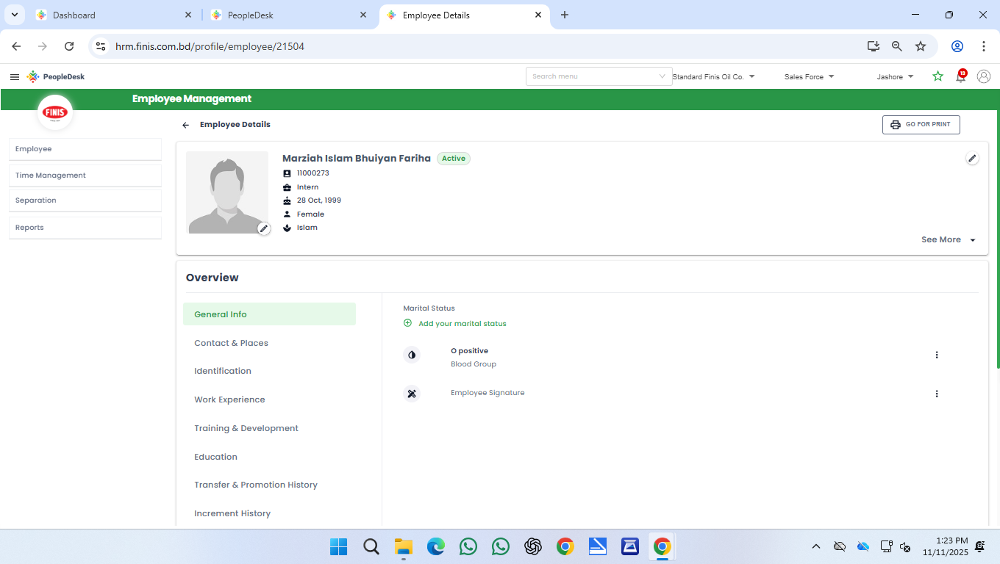 Dashboard
PeopleDesk
Employee Details
hrm.finis.com.bd/profile/employee/21504
PeopleDesk
Search menu
Standard Finis Oil Co.
Sales Force
Jashore
13
Employee Management
FINIS
Employee Details
GO FOR PRINT
Employee
Time Management
Separation
Reports
Marziah Islam Bhuiyan Fariha
Active
11000273
Intern
28 Oct, 1999
Female
Islam
See More
Overview
General Info
Contact & Places
Identification
Work Experience
Training & Development
Education
Transfer & Promotion History
Increment History
Marital Status
Add your marital status
O positive
Blood Group
Employee Signature
1:23 PM
11/11/2025